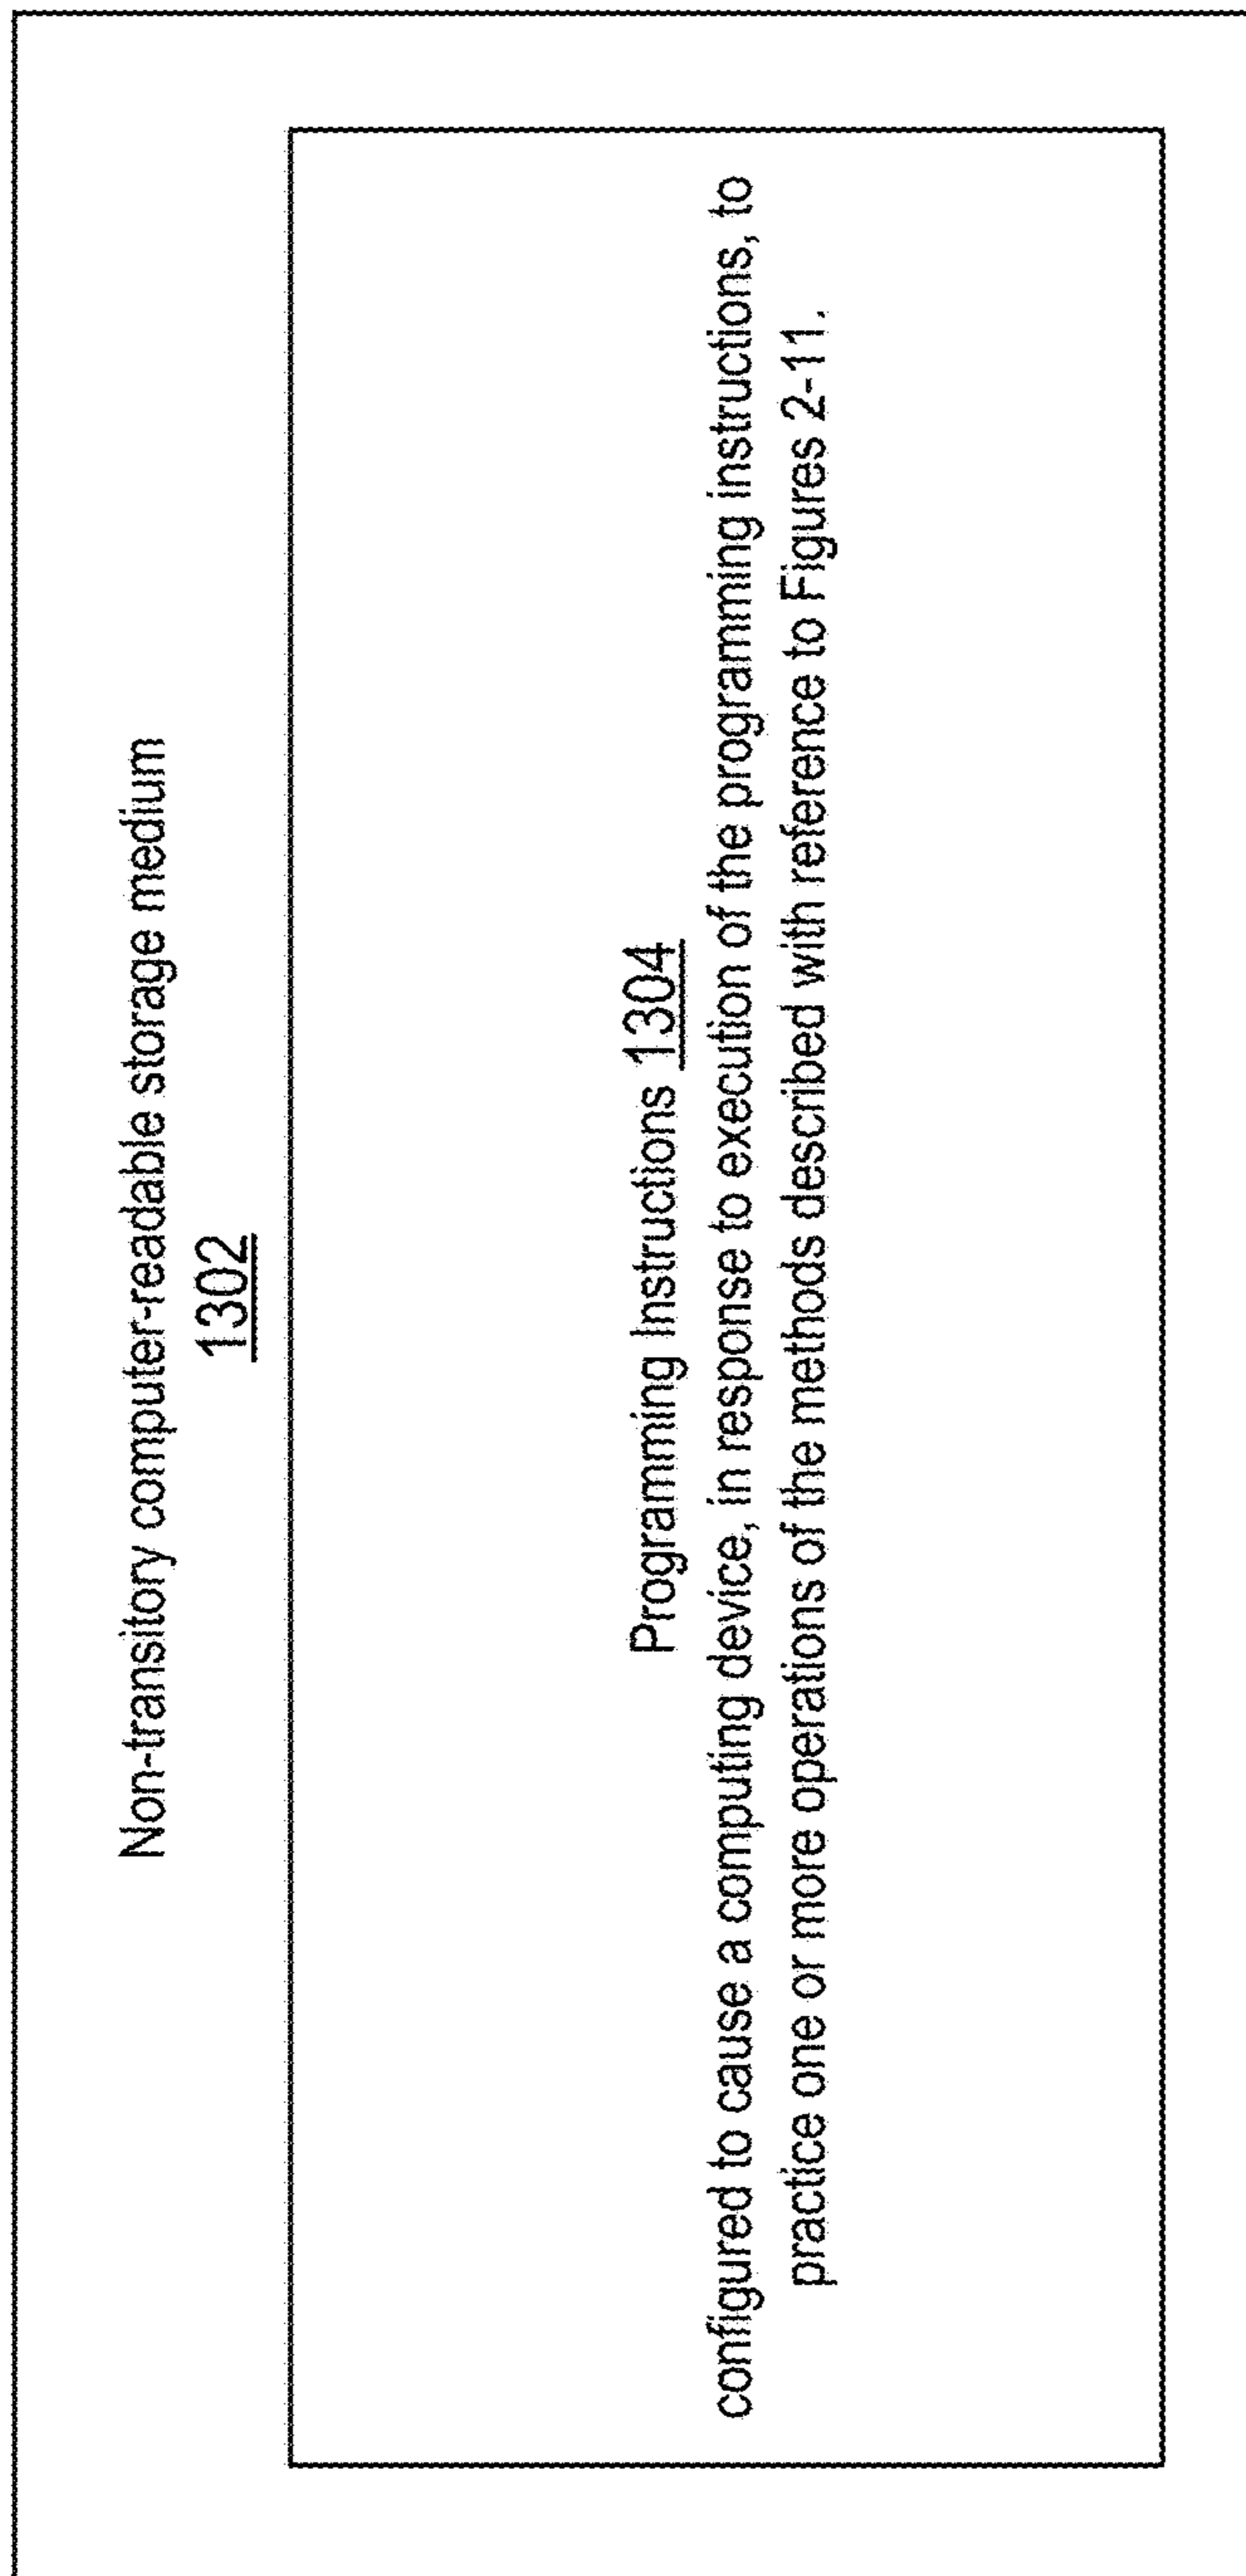 Non-transitory computer-readable storage medium
1302
Programming Instructions 1304
configured to cause a computing device, in response to execution of the programming instructions, to
practice one or more operations of the methods described with reference to Figures 2-11.